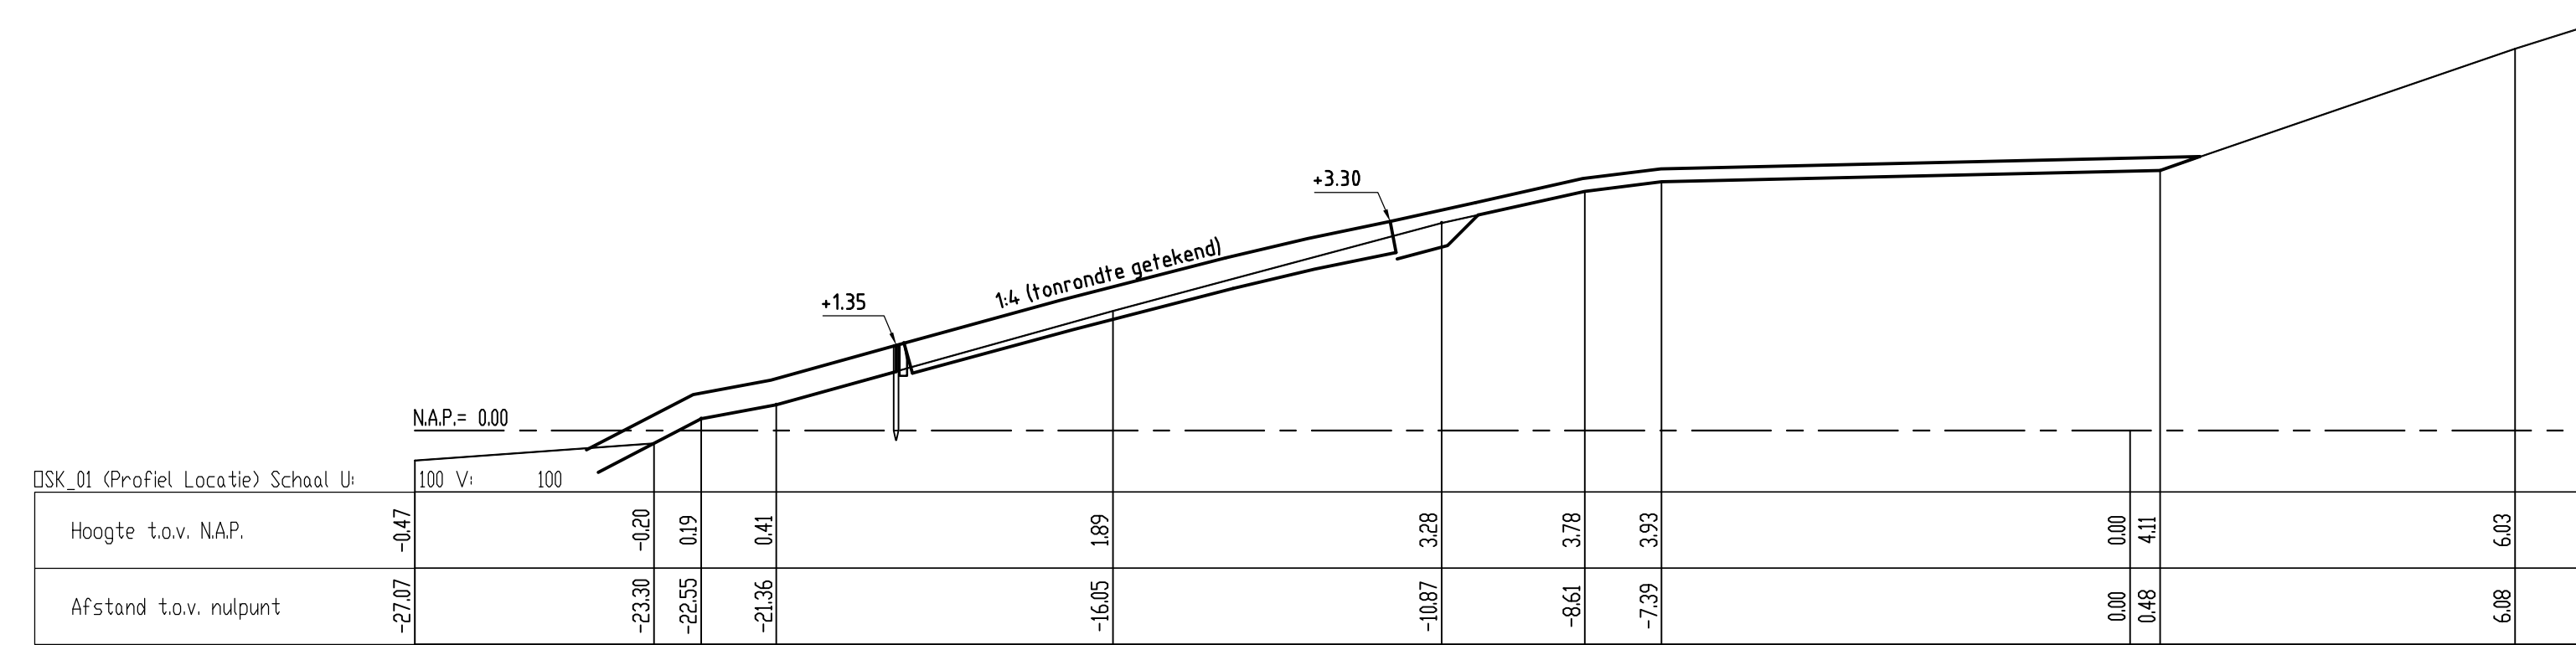 +3.30
1:4 (tonrondte getekend)
+1.35
N.A.P.= 0.00
▯SK_01 (Profiel Locatie) Schaal U: 100 V: 100
Hoogte t.o.v. N.A.P. -0.47 -0.20 0.19 0.41 1.89 3.28 3.78 3.93 0.00 4.11 6.03
Afstand t.o.v. nulpunt -27.07 -23.30 -22.55 -21.36 -16.05 -10.87 -8.61 -7.39 0.00 0.48 6.08